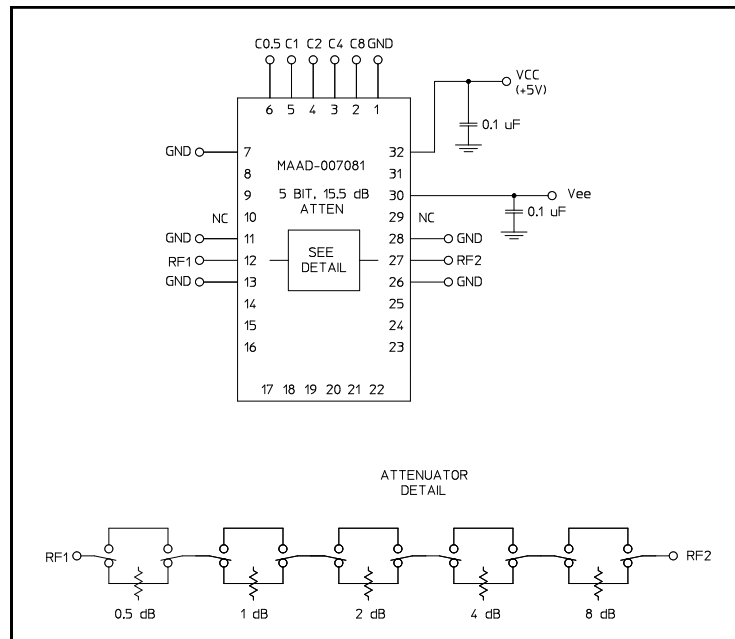 C0.5 C1 C2 C4 C8 GND
6 5 4 3 2 1
VCC
(+5V)
0.1 uF
GND 7
8
9
NC 10
GND 11
RF1 12
GND 13
14
15
16
MAAD-007081
5 BIT, 15.5 dB
ATTEN
SEE
DETAIL
32
31
30 Vee
0.1 uF
29 NC
28 GND
27 RF2
26 GND
25
24
23
17 18 19 20 21 22
ATTENUATOR
DETAIL
RF1 RF2
0.5 dB 1 dB 2 dB 4 dB 8 dB